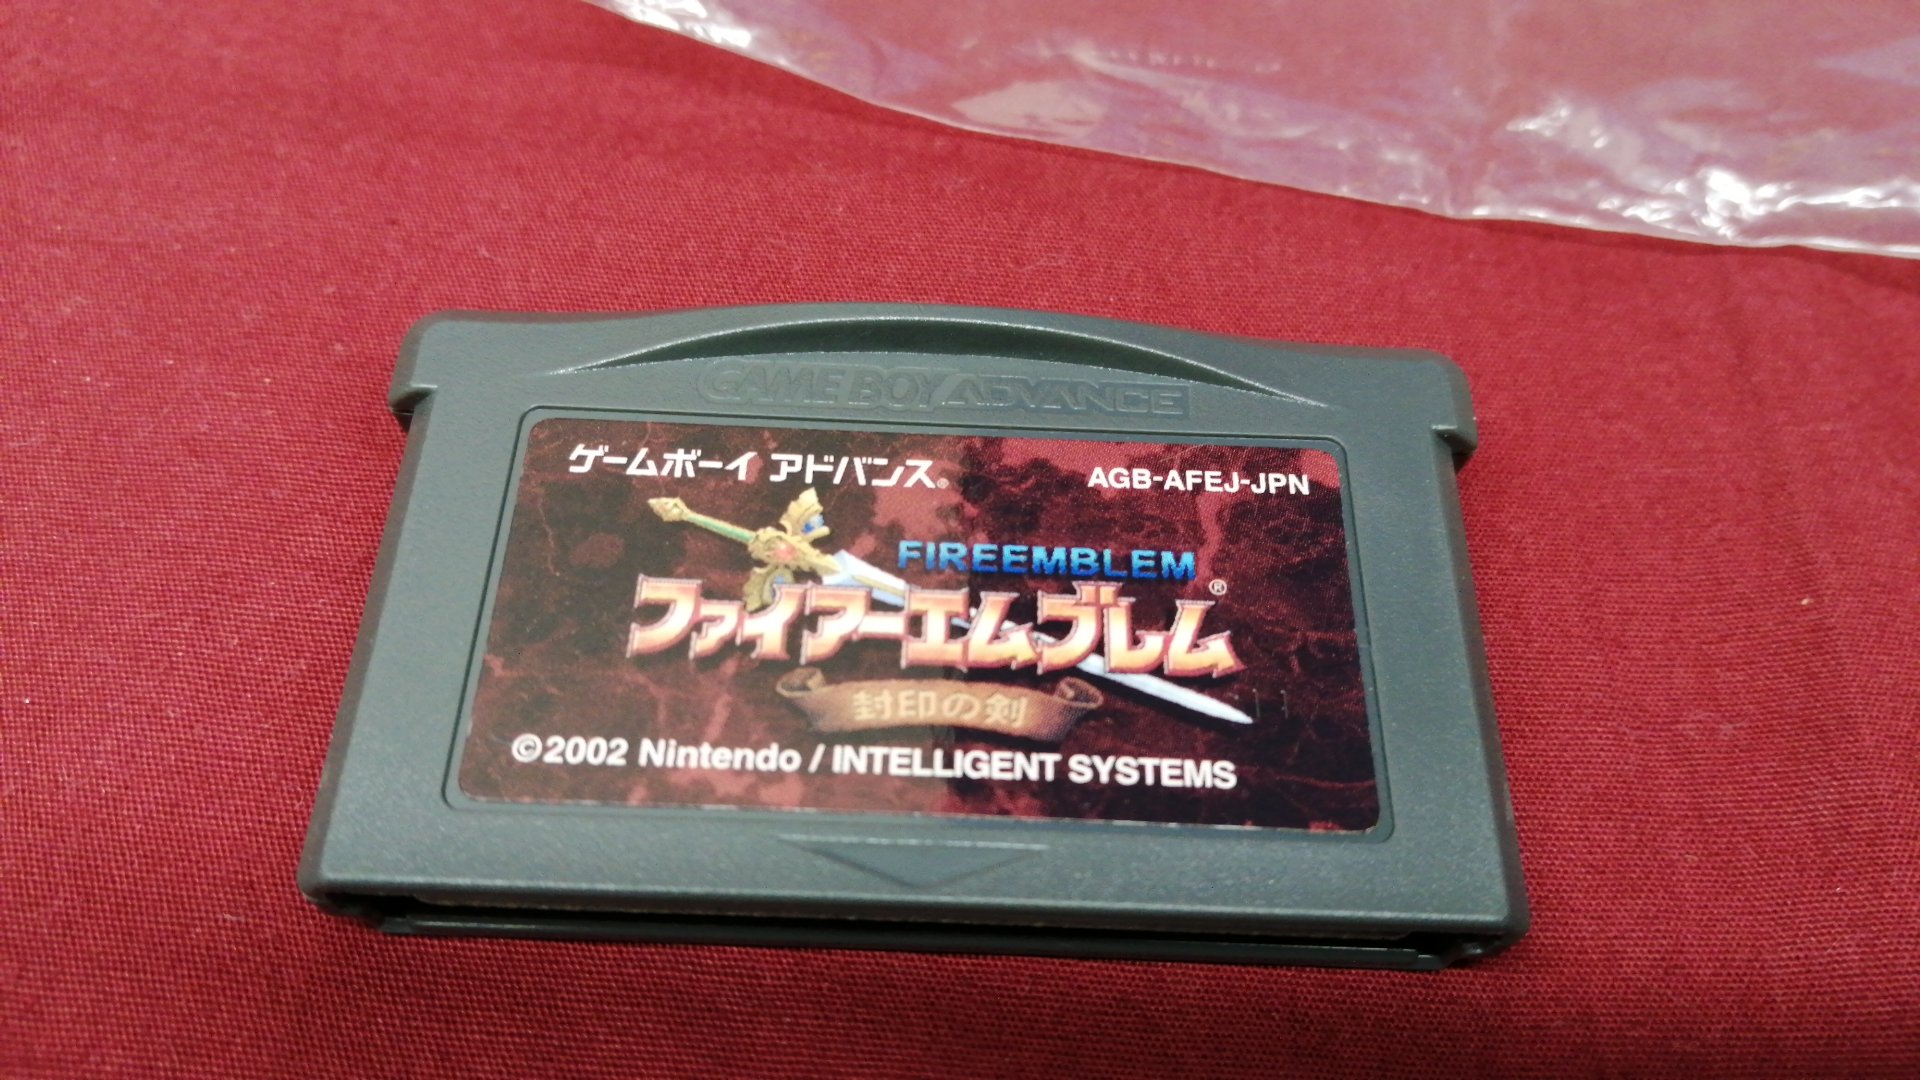 GAME BOY ADVANCE
ゲームボーイ アドバンス®
AGB-AFEJ-JPN
FIREEMBLEM
ファイアーエムブレム®
封印の剣
©2002 Nintendo / INTELLIGENT SYSTEMS